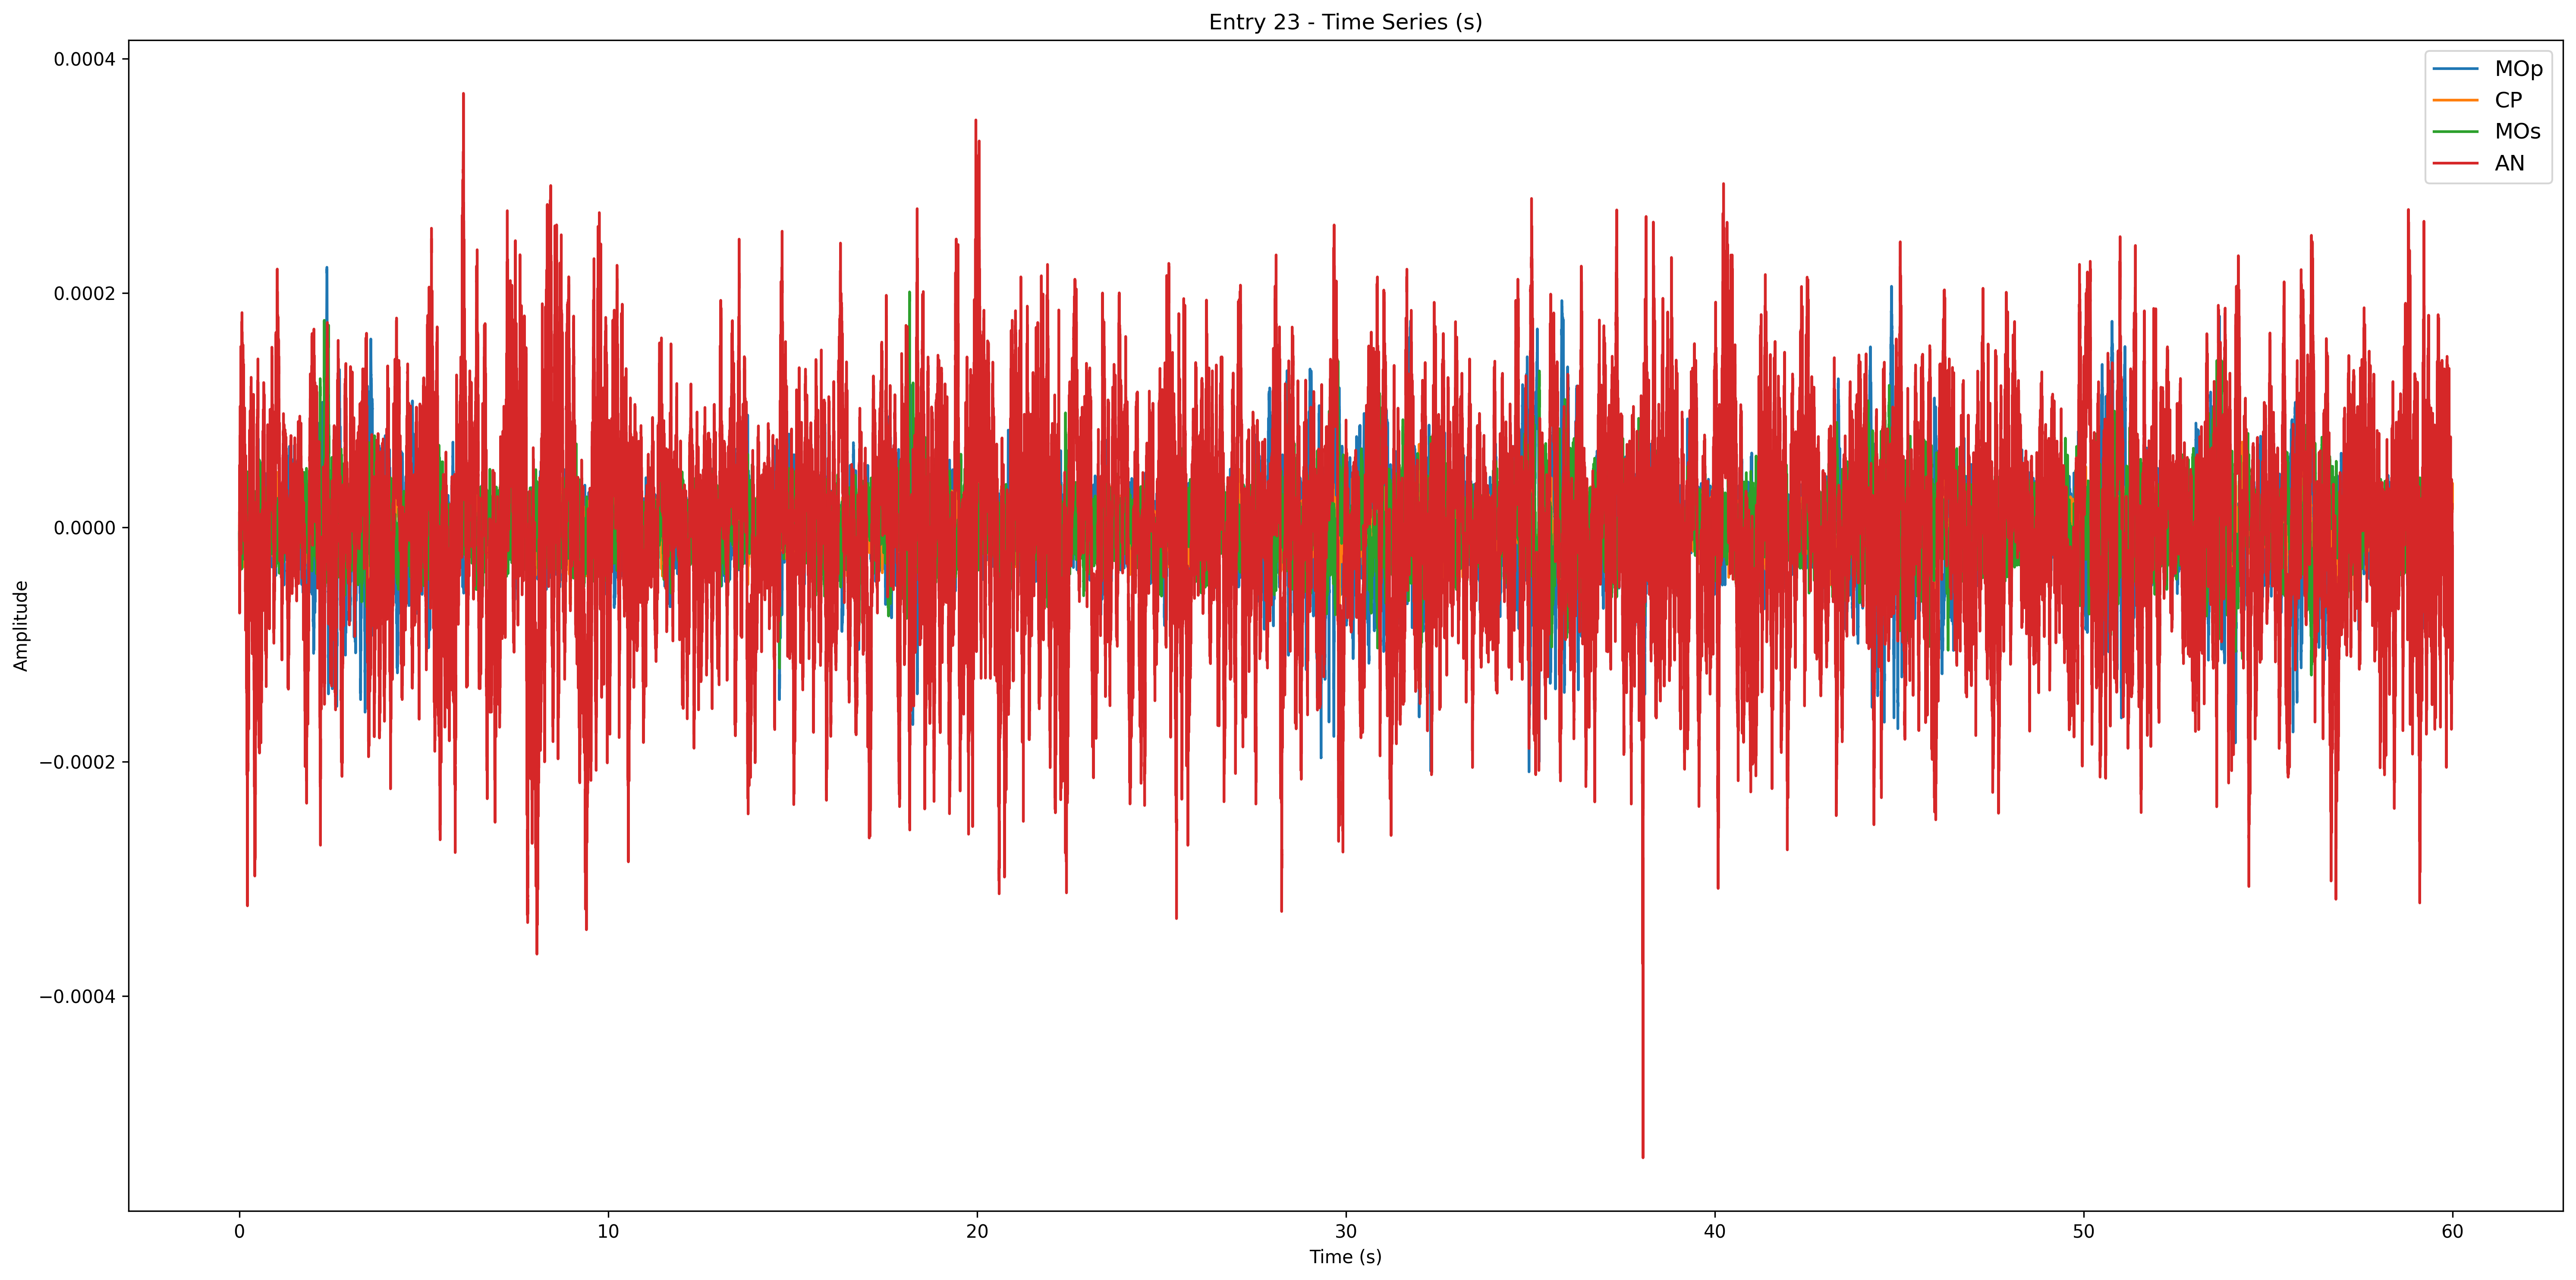 Entry 23 - Time Series (s)
0.0004
0.0002
0.0000
−0.0002
−0.0004
Amplitude
0
10
20
30
40
50
60
Time (s)
MOp
CP
MOs
AN